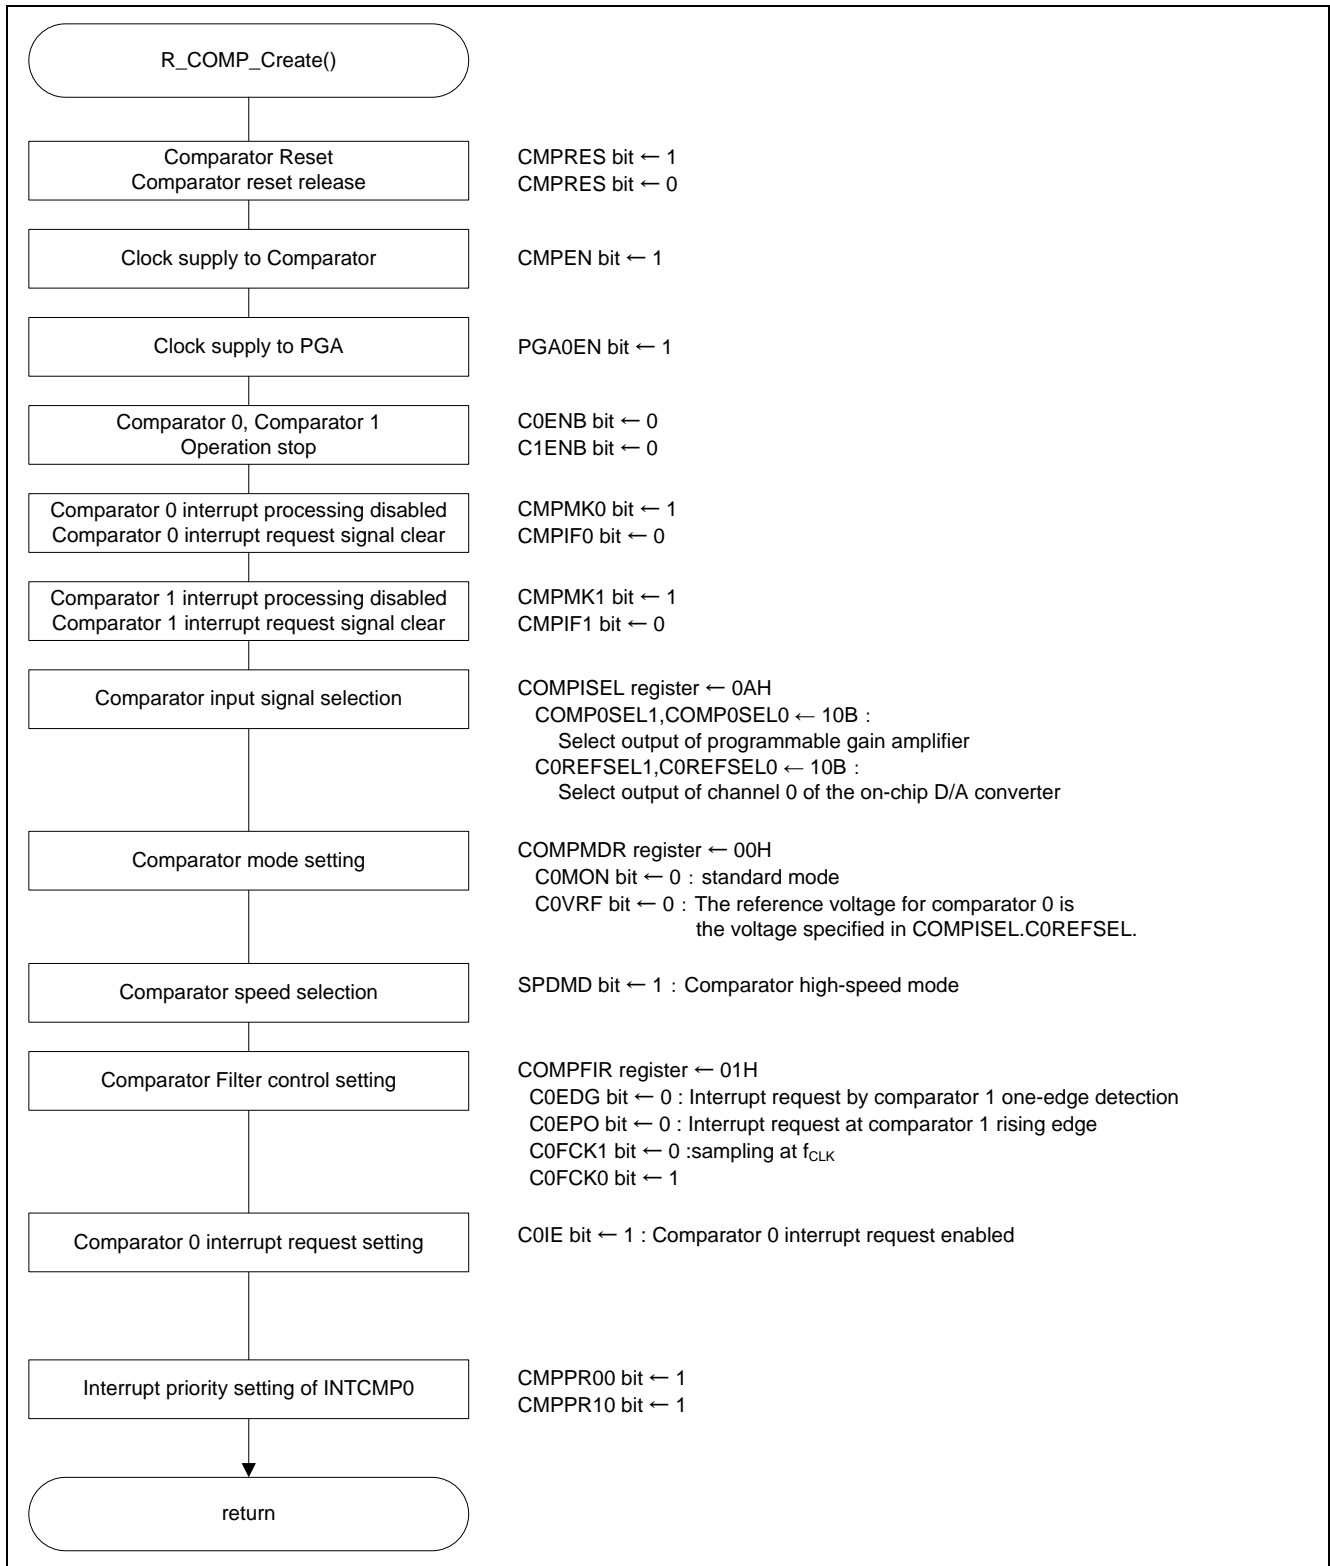 R_COMP_Create()
Comparator Reset
Comparator reset release
CMPRES bit ← 1
CMPRES bit ← 0
Clock supply to Comparator
CMPEN bit ← 1
Clock supply to PGA
PGA0EN bit ← 1
Comparator 0, Comparator 1
Operation stop
C0ENB bit ← 0
C1ENB bit ← 0
Comparator 0 interrupt processing disabled
Comparator 0 interrupt request signal clear
CMPMK0 bit ← 1
CMPIF0 bit ← 0
Comparator 1 interrupt processing disabled
Comparator 1 interrupt request signal clear
CMPMK1 bit ← 1
CMPIF1 bit ← 0
Comparator input signal selection
COMPISEL register ← 0AH
COMP0SEL1,COMP0SEL0 ← 10B :
Select output of programmable gain amplifier
C0REFSEL1,C0REFSEL0 ← 10B :
Select output of channel 0 of the on-chip D/A converter
Comparator mode setting
COMPMDR register ← 00H
C0MON bit ← 0 : standard mode
C0VRF bit ← 0 : The reference voltage for comparator 0 is
the voltage specified in COMPISEL.C0REFSEL.
Comparator speed selection
SPDMD bit ← 1 : Comparator high-speed mode
Comparator Filter control setting
COMPFIR register ← 01H
C0EDG bit ← 0 : Interrupt request by comparator 1 one-edge detection
C0EPO bit ← 0 : Interrupt request at comparator 1 rising edge
C0FCK1 bit ← 0 :sampling at fCLK
C0FCK0 bit ← 1
Comparator 0 interrupt request setting
C0IE bit ← 1 : Comparator 0 interrupt request enabled
Interrupt priority setting of INTCMP0
CMPPR00 bit ← 1
CMPPR10 bit ← 1
return